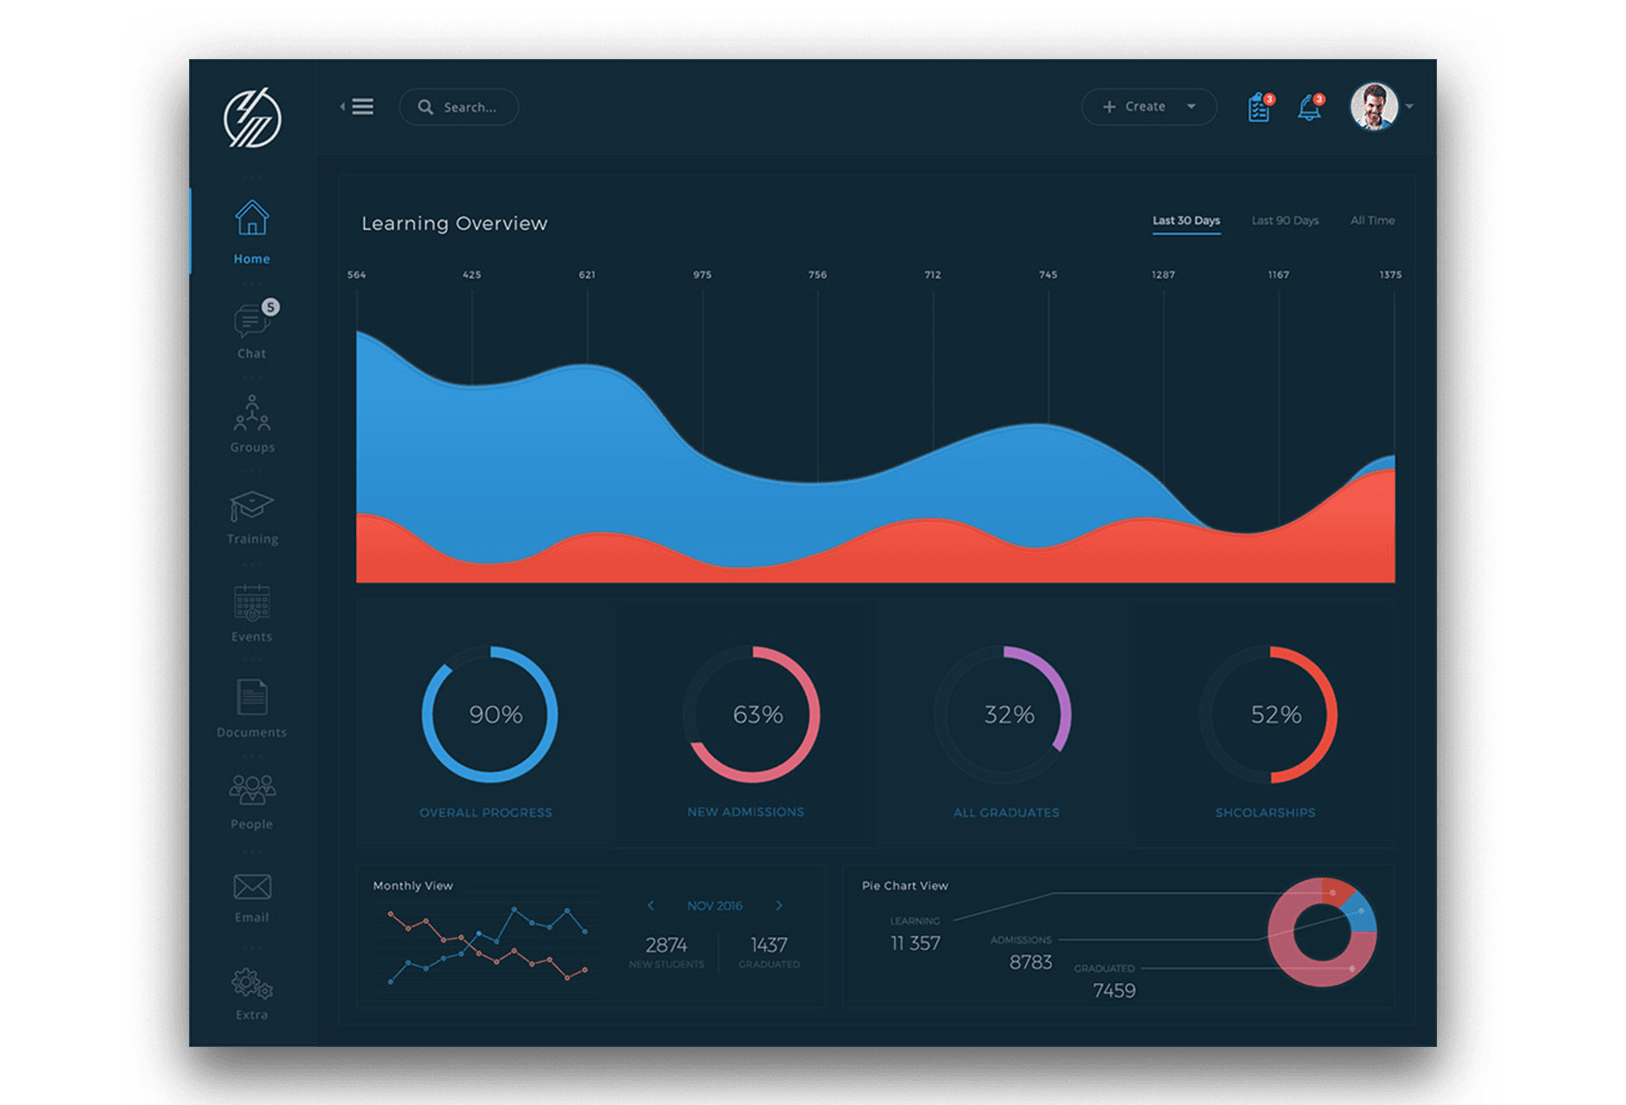 Search...
+ Create
3
3
Home
5
Chat
Groups
Training
Events
Documents
People
Email
Extra
Learning Overview
Last 30 Days
Last 90 Days
All Time
564 425 621 975 756 712 745 1287 1167 1375
90%
63%
32%
52%
OVERALL PROGRESS
NEW ADMISSIONS
ALL GRADUATES
SHCOLARSHIPS
Monthly View
NOV 2016
2874
NEW STUDENTS
1437
GRADUATED
Pie Chart View
LEARNING
11 357
ADMISSIONS
8783
GRADUATED
7459